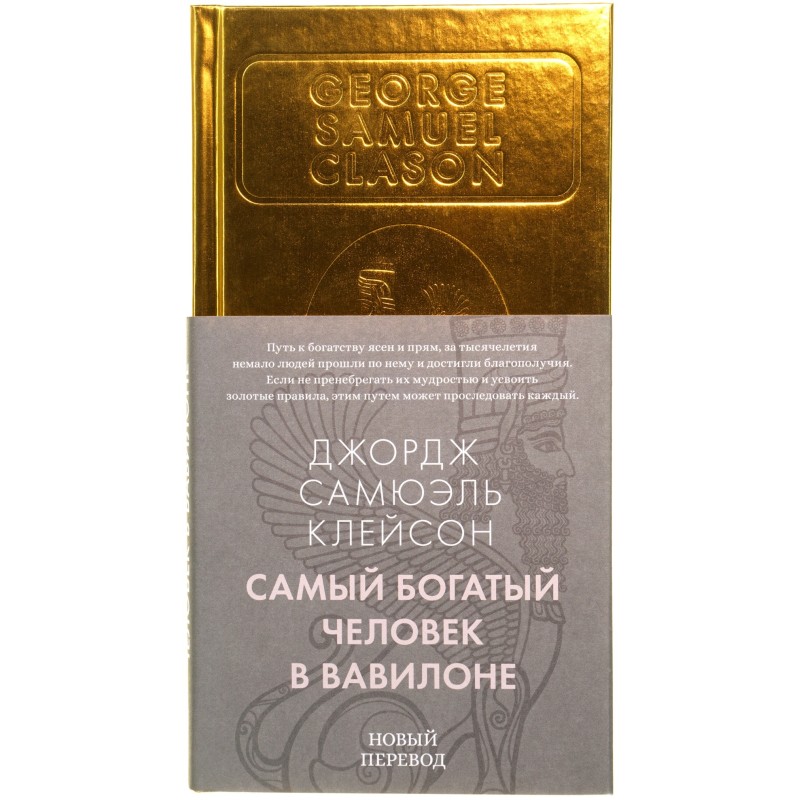 GEORGE
SAMUEL
CLASON
Путь к богатству ясен и прям, за тысячелетия
немало людей прошли по нему и достигли благополучия.
Если не пренебрегать их мудростью и усвоить
золотые правила, этим путем может проследовать каждый.
ДЖОРДЖ
САМЮЭЛЬ
КЛЕЙСОН
САМЫЙ БОГАТЫЙ
ЧЕЛОВЕК
В ВАВИЛОНЕ
НОВЫЙ
ПЕРЕВОД